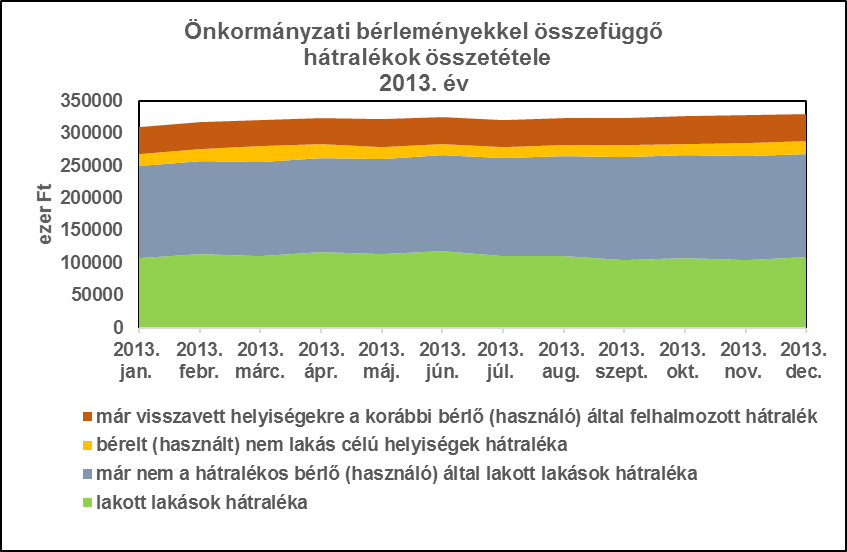 Önkormányzati bérleményekkel összefüggő
hátralékok összetétele
2013. év
350000
300000
250000
200000
150000
100000
50000
0
ezer Ft
2013. 2013. 2013. 2013. 2013. 2013. 2013. 2013. 2013. 2013. 2013. 2013.
jan. febr. márc. ápr. máj. jún. júl. aug. szept. okt. nov. dec.
már visszavett helyiségekre a korábbi bérlő (használó) által felhalmozott hátralék
bérelt (használt) nem lakás célú helyiségek hátraléka
már nem a hátralékos bérlő (használó) által lakott lakások hátraléka
lakott lakások hátraléka